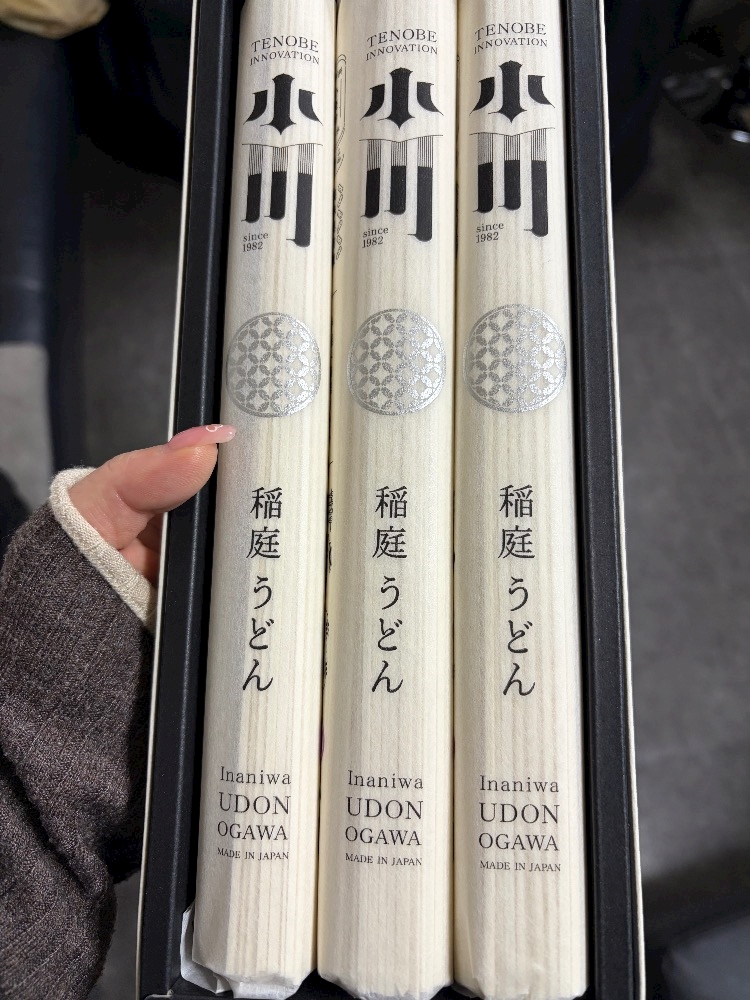 TENOBE
INNOVATION
小川
since
1982
稲庭うどん
Inaniwa
UDON
OGAWA
MADE IN JAPAN
TENOBE
INNOVATION
小川
since
1982
稲庭うどん
Inaniwa
UDON
OGAWA
MADE IN JAPAN
TENOBE
INNOVATION
小川
since
1982
稲庭うどん
Inaniwa
UDON
OGAWA
MADE IN JAPAN